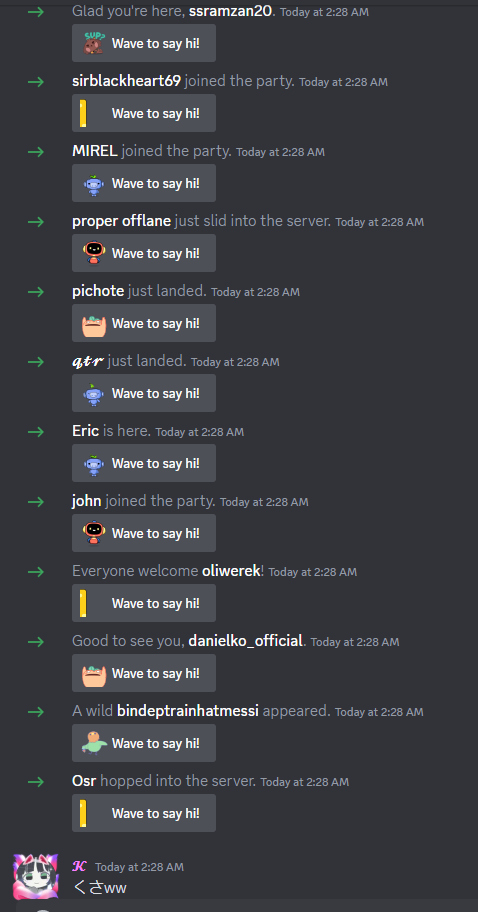 Glad you're here, ssramzan20. Today at 2:28 AM
SUP?
Wave to say hi!
sirblackheart69 joined the party. Today at 2:28 AM
Wave to say hi!
MIREL joined the party. Today at 2:28 AM
Wave to say hi!
proper offlane just slid into the server. Today at 2:28 AM
Wave to say hi!
pichote just landed. Today at 2:28 AM
Wave to say hi!
𝓺𝓽𝓻 just landed. Today at 2:28 AM
Wave to say hi!
Eric is here. Today at 2:28 AM
Wave to say hi!
john joined the party. Today at 2:28 AM
Wave to say hi!
Everyone welcome oliwerek! Today at 2:28 AM
Wave to say hi!
Good to see you, danielko_official. Today at 2:28 AM
Wave to say hi!
A wild bindeptrainhatmessi appeared. Today at 2:28 AM
Wave to say hi!
Osr hopped into the server. Today at 2:28 AM
Wave to say hi!
𝓚 Today at 2:28 AM
くさww